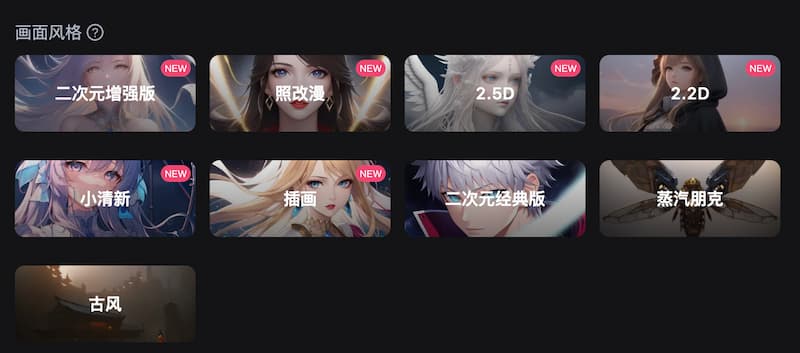 画面风格 ?
NEW
二次元增强版
NEW
照改漫
NEW
2.5D
NEW
2.2D
NEW
小清新
NEW
插画
二次元经典版
蒸汽朋克
古风